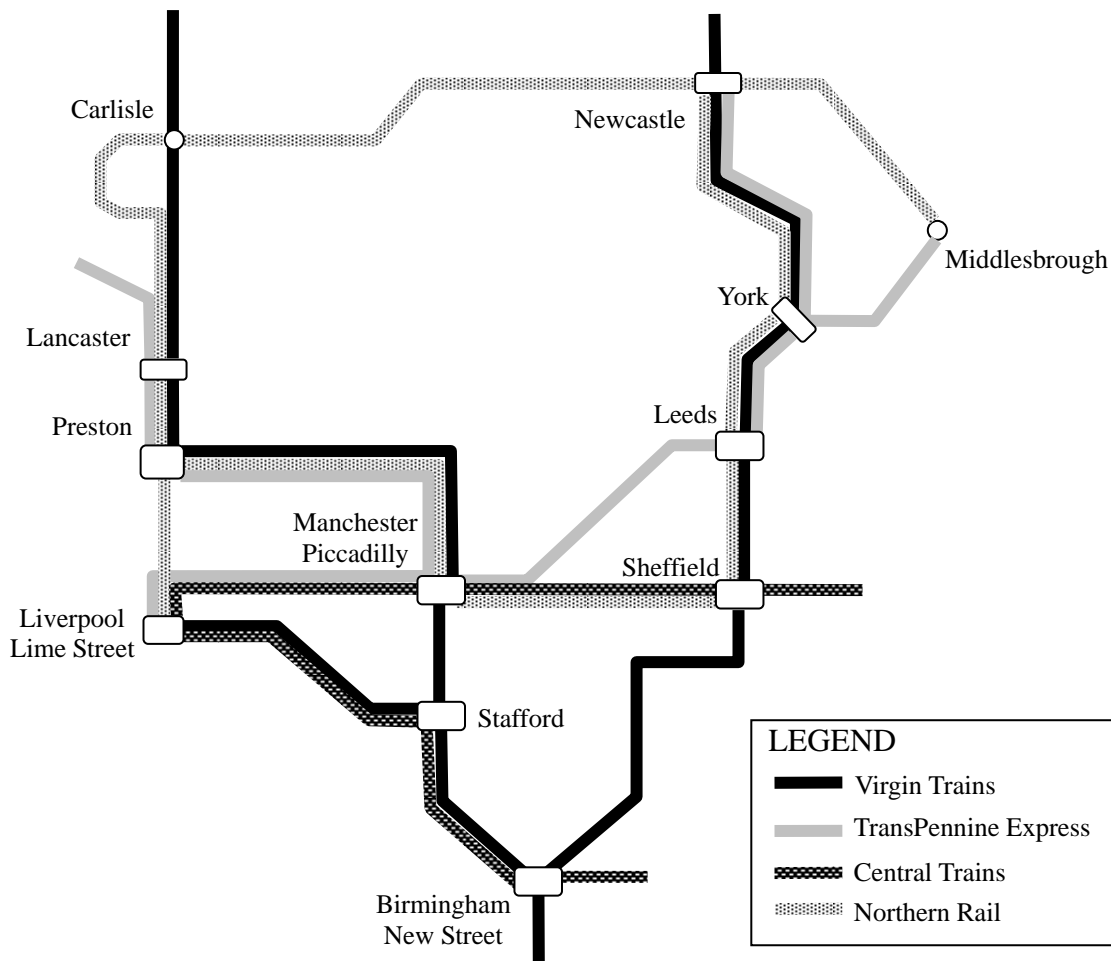 Carlisle
Newcastle
Middlesbrough
York
Lancaster
Preston
Leeds
Manchester
Piccadilly
Sheffield
Liverpool
Lime Street
Stafford
Birmingham
New Street
LEGEND
Virgin Trains
TransPennine Express
Central Trains
Northern Rail